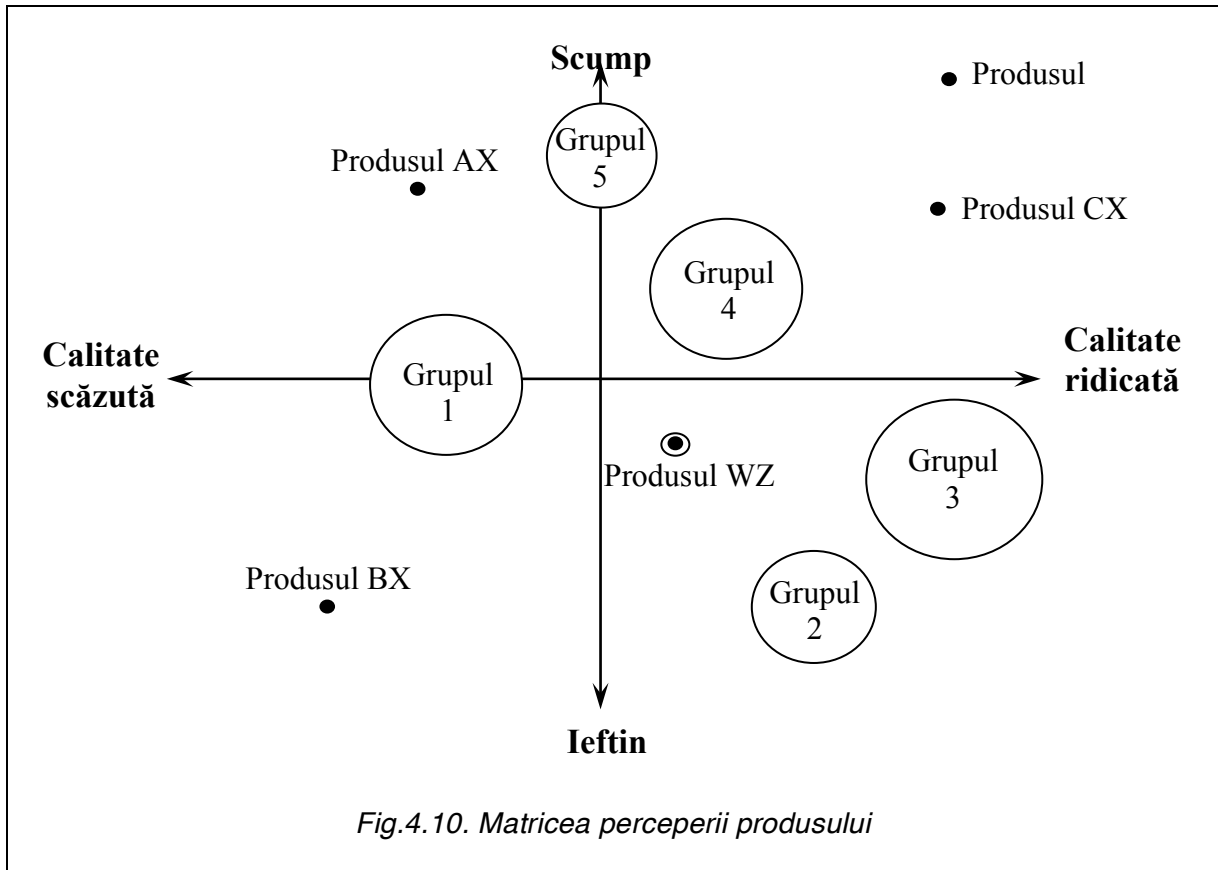 Scump
Produsul
Grupul
5
Produsul AX
Produsul CX
Grupul
4
Calitate
scăzută
Grupul
1
Calitate
ridicată
Produsul WZ
Grupul
3
Produsul BX
Grupul
2
Ieftin
Fig.4.10. Matricea perceperii produsului